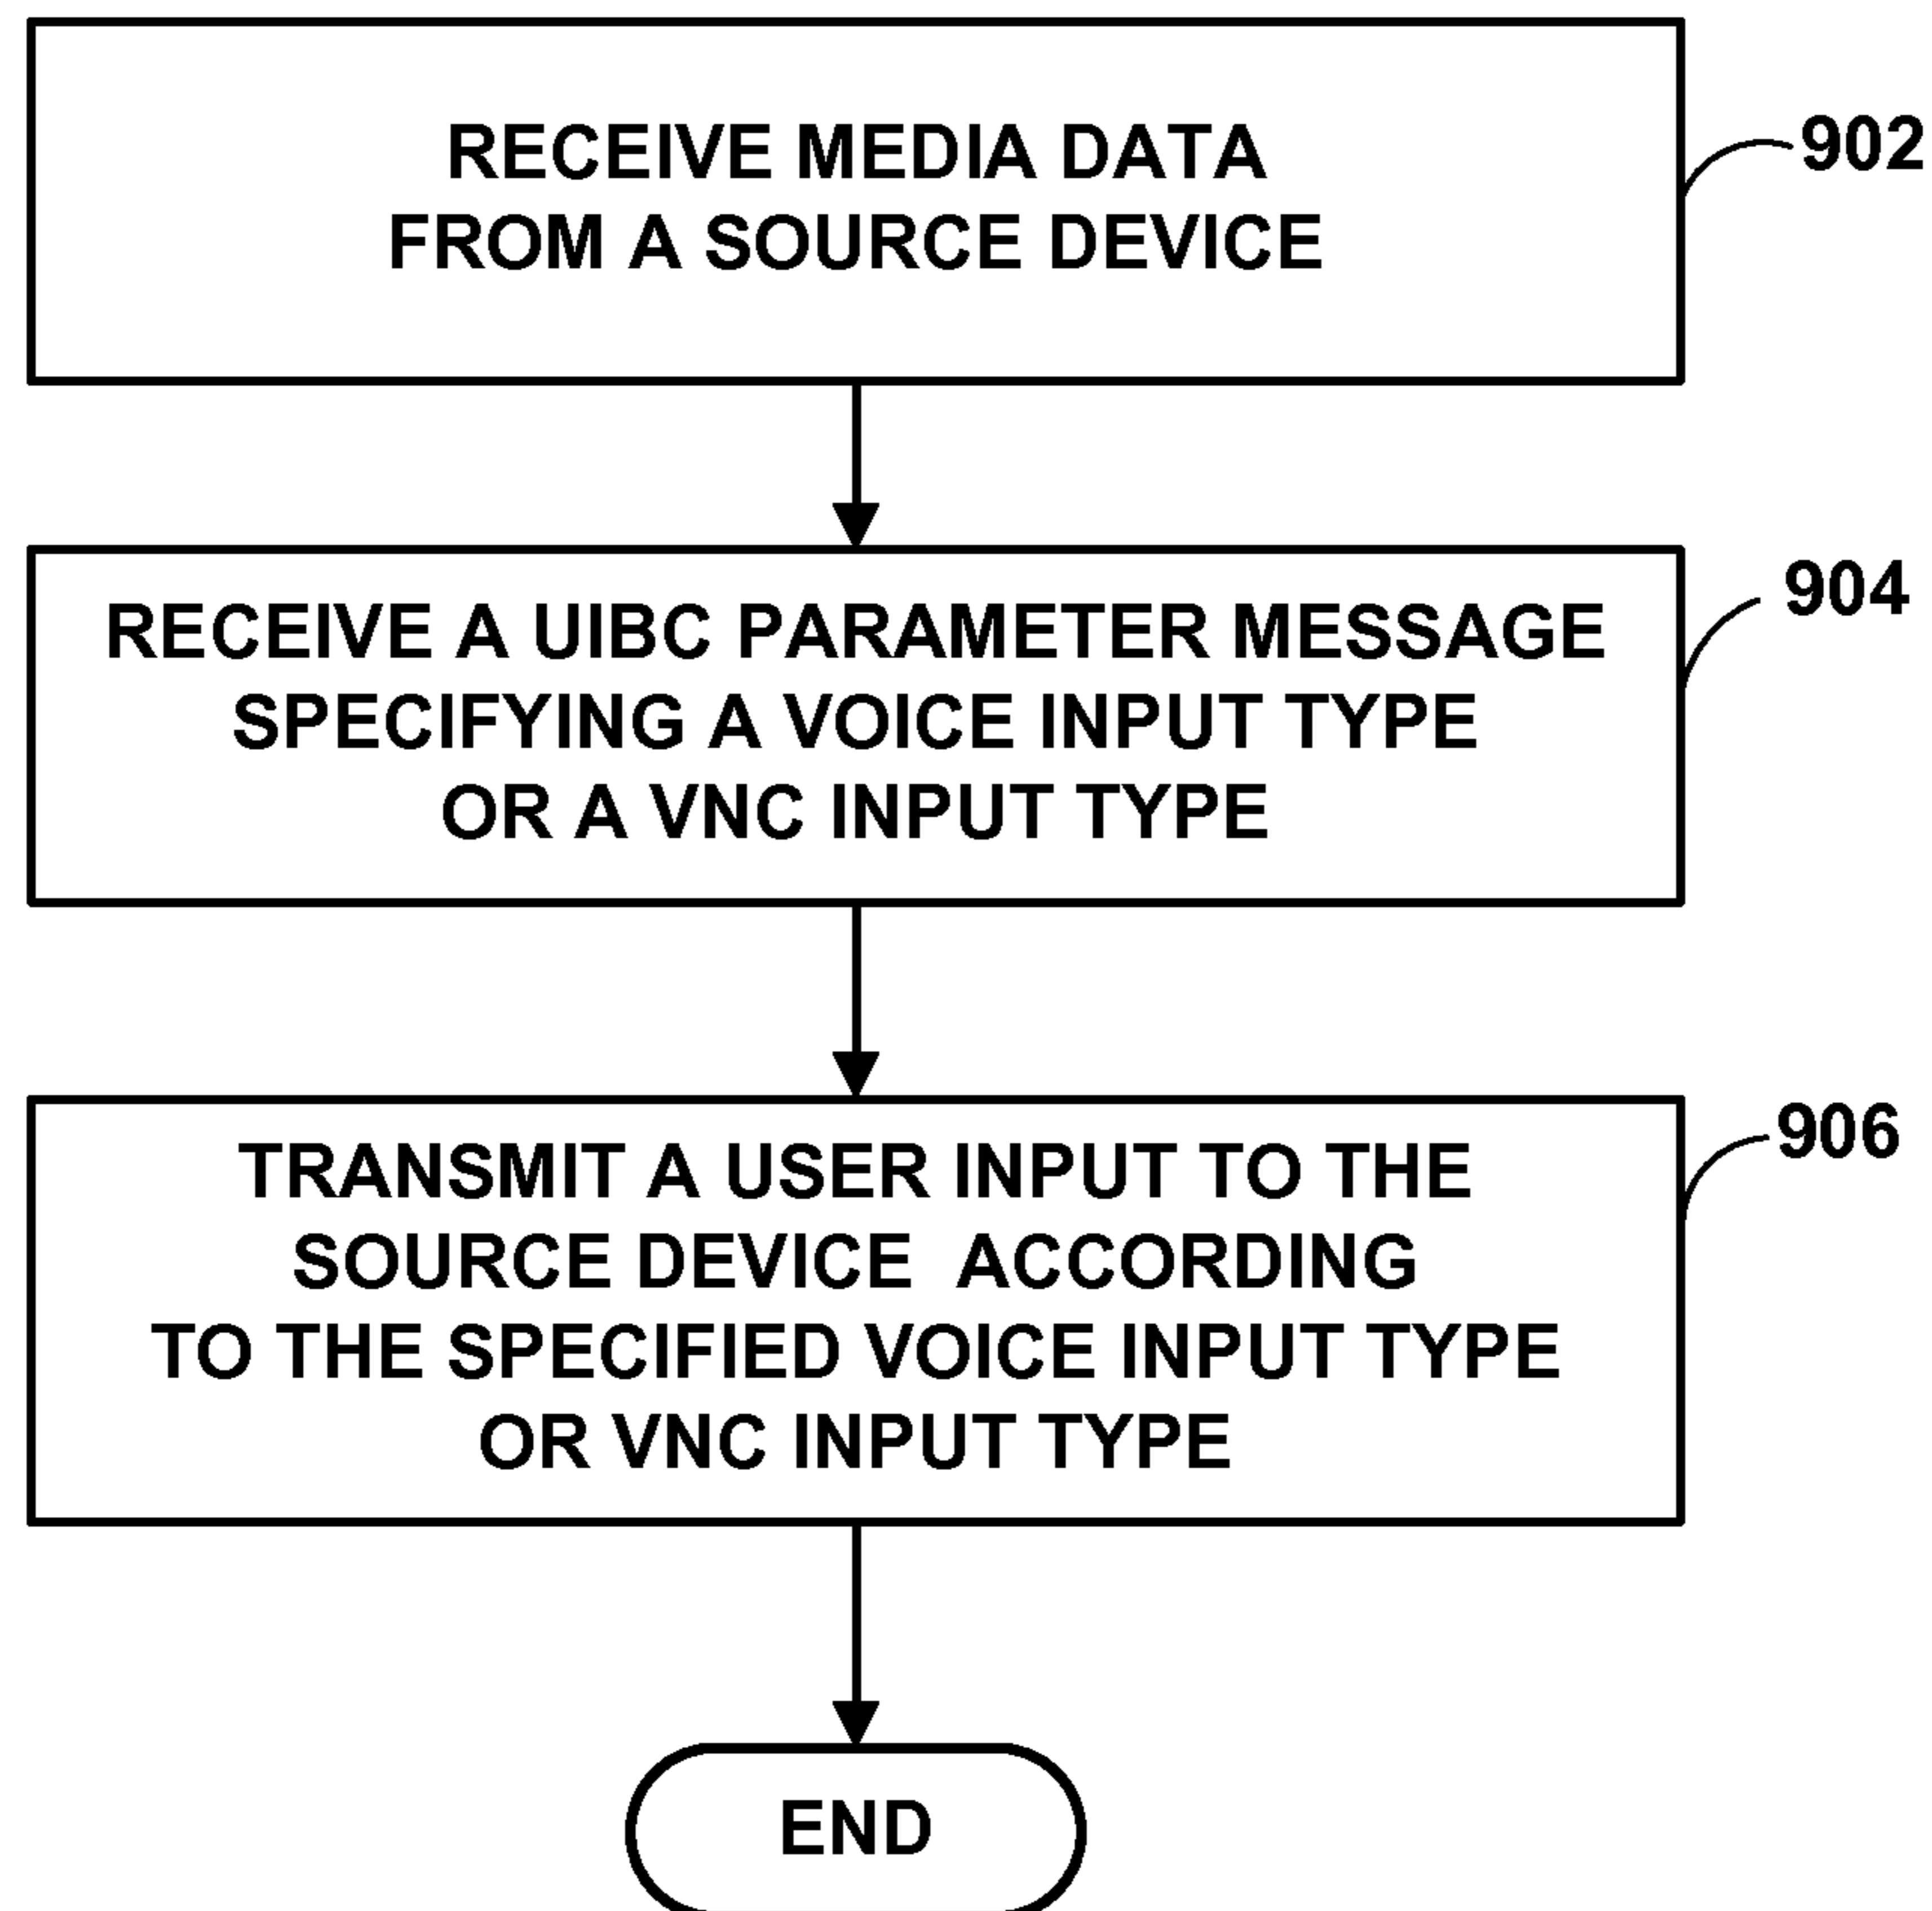 RECEIVE MEDIA DATA
FROM A SOURCE DEVICE
902
RECEIVE A UIBC PARAMETER MESSAGE
SPECIFYING A VOICE INPUT TYPE
OR A VNC INPUT TYPE
904
TRANSMIT A USER INPUT TO THE
SOURCE DEVICE ACCORDING
TO THE SPECIFIED VOICE INPUT TYPE
OR VNC INPUT TYPE
906
END